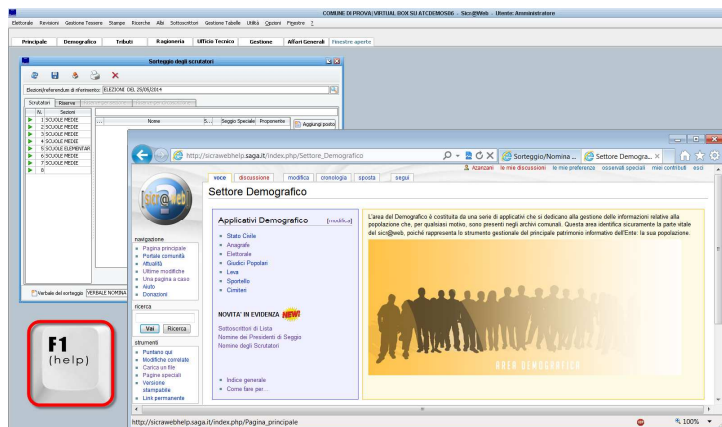 COMUNE DI PROVA| VIRTUAL BOX SU ATCDEMOS06 - Sicr@Web - Utente: Amministratore
Elettorale Revisioni Gestione Tessere Stampe Ricerche Albi Sottoscrittori Gestione Tabelle Utilità Opzioni Finestre ?
Principale Demografico Tributi Ragioneria Ufficio Tecnico Gestione Affari Generali Finestre aperte
Sorteggio degli scrutatori
Elezioni/referendum di riferimento: ELEZIONI DEL 25/05/2014
Scrutatori Riserve
N. Sezioni
... Nome S... Seggio Speciale Proponente
Aggiungi posto
1 SCUOLE MEDIE
2 SCUOLE MEDIE
3 SCUOLE MEDIE
4 SCUOLE MEDIE
5 SCUOLE ELEMENTAR
6 SCUOLE MEDIE
7 SCUOLE MEDIE
8
Verbale del sorteggio VERBALE NOMINA
F1
(help)
http://sicrawebhelp.saga.it/index.php/Settore_Demografico
Sorteggio/Nomina ...
Settore Demogra...
Azanzani le mie discussioni le mie preferenze osservati speciali miei contributi esci
voce discussione modifica cronologia sposta segui
sicr@web
Settore Demografico
navigazione
Pagina principale
Portale comunità
Attualità
Ultime modifiche
Una pagina a caso
Aiuto
Donazioni
ricerca
Vai Ricerca
strumenti
Puntano qui
Modifiche correlate
Carica un file
Pagine speciali
Versione
stampabile
Link permanente
Applicativi Demografico [modifica]
Stato Civile
Anagrafe
Elettorale
Giudici Popolari
Leva
Sportello
Cimiteri
NOVITA' IN EVIDENZA NEW!
Sottoscrittori di Lista
Nomine dei Presidenti di Seggio
Nomine degli Scrutatori
Indice generale
Come fare per...
L'area del Demografico è costituita da una serie di applicativi che si dedicano alla gestione delle informazioni relative alla
popolazione che, per qualsiasi motivo, sono presenti negli archivi comunali. Questa area identifica sicuramente la parte vitale
del sicr@web, poiché rappresenta lo strumento gestionale del principale patrimonio informativo dell'Ente: la sua popolazione.
AREA DEMOGRAFICA
http://sicrawebhelp.saga.it/index.php/Pagina_principale
100%